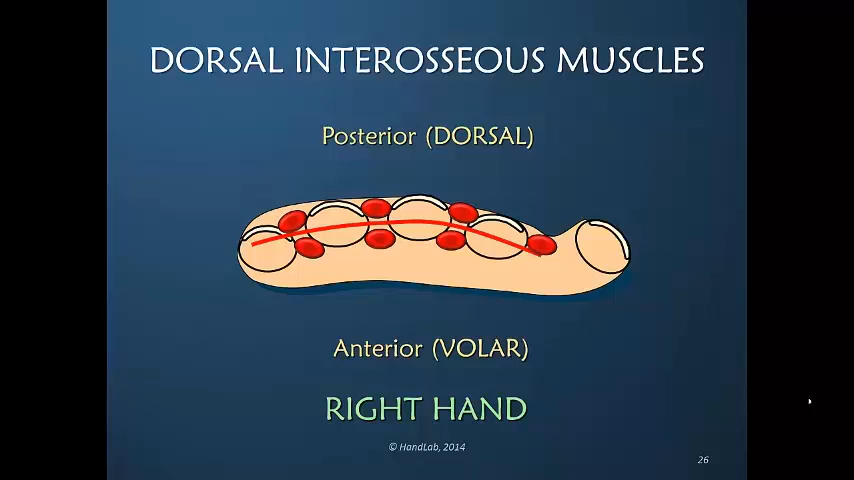 DORSAL INTEROSSEOUS MUSCLES
Posterior (DORSAL)
Anterior (VOLAR)
RIGHT HAND
© HandLab, 2014
26